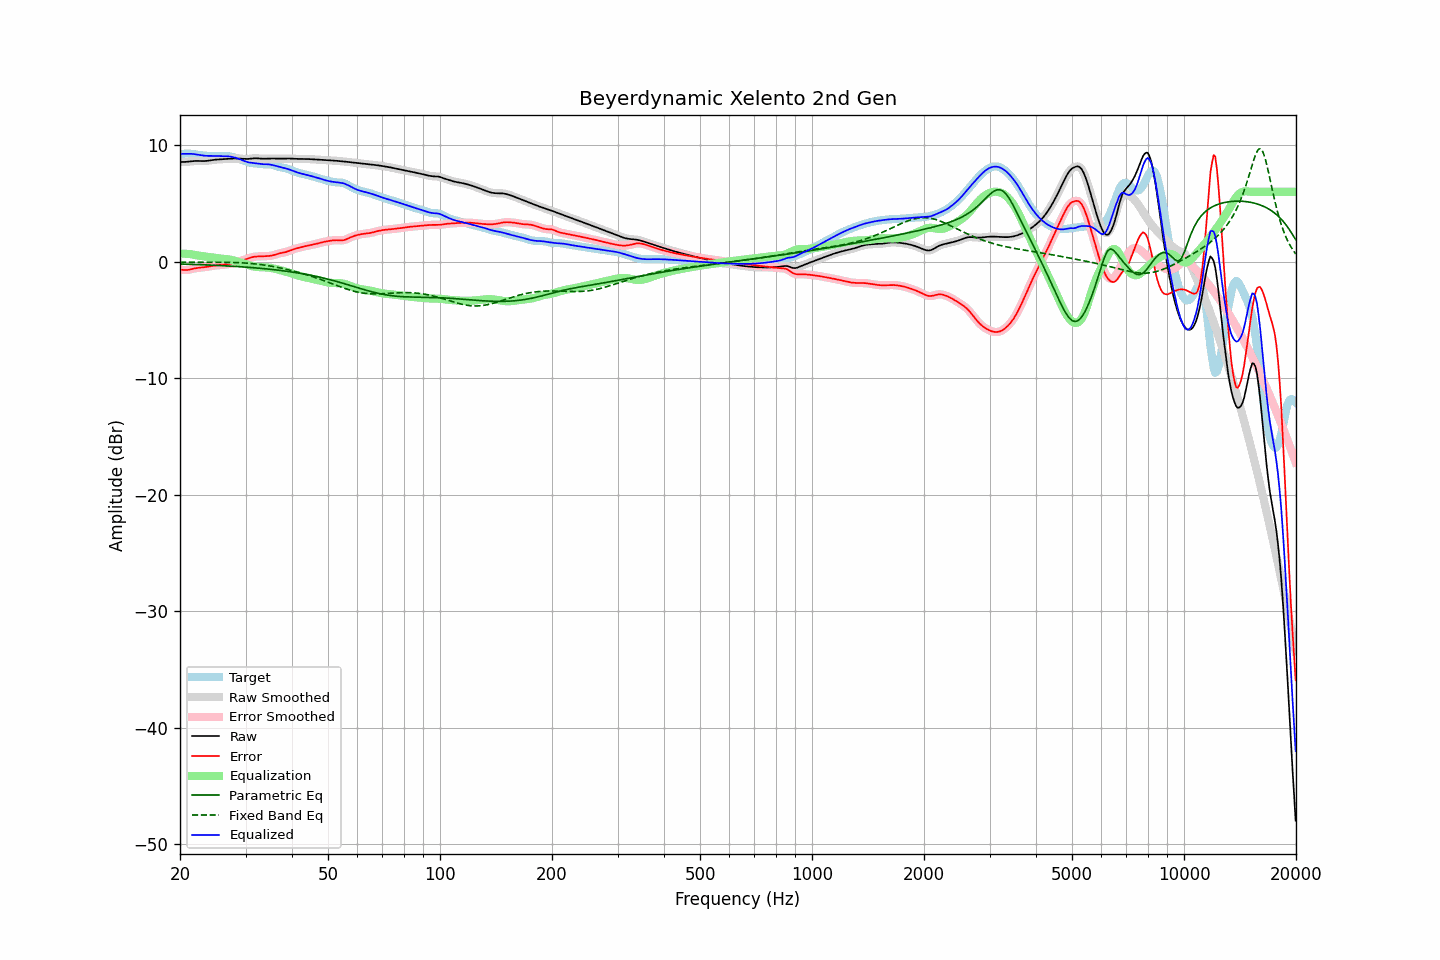 Beyerdynamic Xelento 2nd Gen
Amplitude (dBr)
10
0
−10
−20
−30
−40
−50
Target
Raw Smoothed
Error Smoothed
Raw
Error
Equalization
Parametric Eq
Fixed Band Eq
Equalized
20 50 100 200 500 1000 2000 5000 10000 20000
Frequency (Hz)